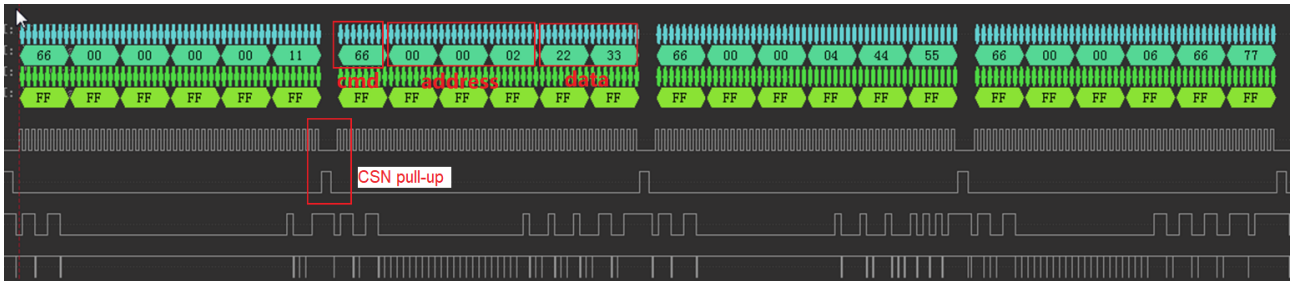 66 00 00 00 00 11 66 00 00 02 22 33 66 00 00 04 44 55 66 00 00 06 66 77
cmd address data
FF FF FF FF FF FF FF FF FF FF FF FF FF FF FF FF FF FF FF FF FF FF FF FF
CSN pull-up